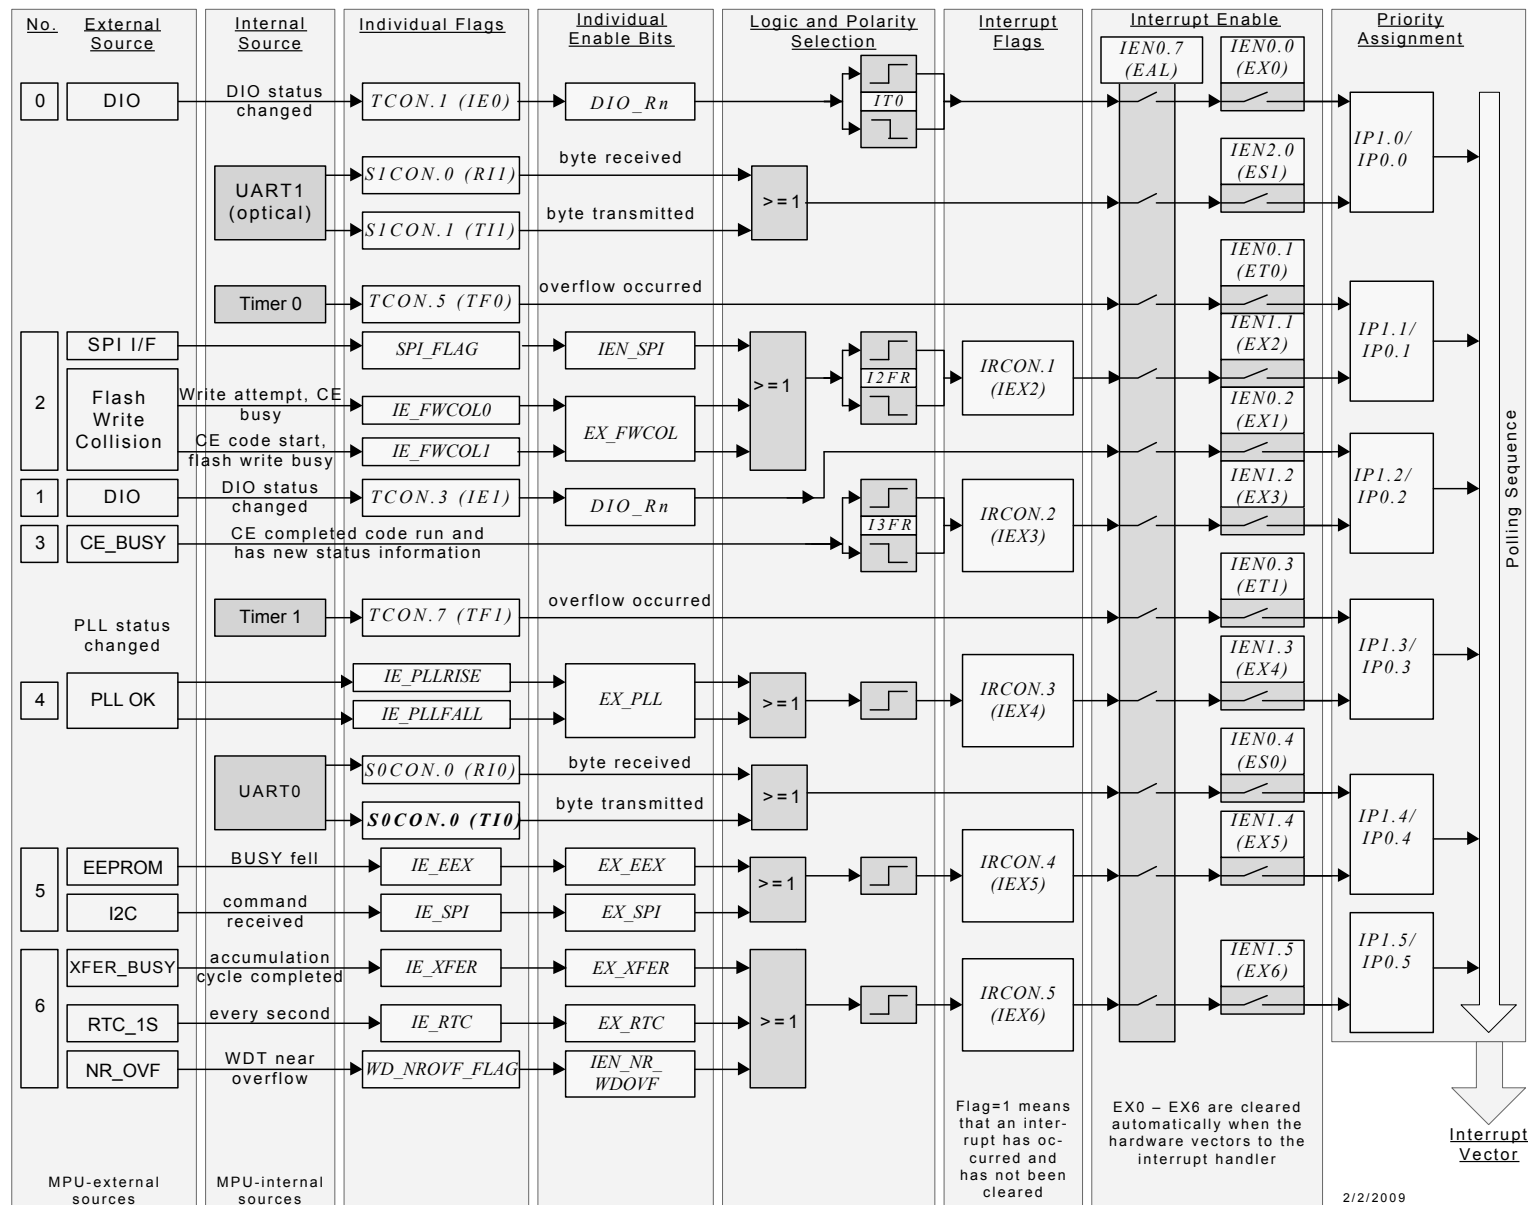 No.
External
Source
Internal
Source
Individual Flags
Individual
Enable Bits
Logic and Polarity
Selection
Interrupt
Flags
Interrupt Enable
Priority
Assignment
IEN0.7
(EAL)
IEN0.0
(EX0)
0
DIO
DIO status
changed
TCON.1 (IE0)
DIO_Rn
IT0
IP1.0/
IP0.0
UART1
(optical)
S1CON.0 (RI1)
byte received
S1CON.1 (TI1)
byte transmitted
>=1
IEN2.0
(ES1)
Timer 0
TCON.5 (TF0)
overflow occurred
IEN0.1
(ET0)
IP1.1/
IP0.1
2
SPI I/F
SPI_FLAG
IEN_SPI
IEN1.1
(EX2)
Flash
Write
Collision
Write attempt, CE
busy
IE_FWCOL0
EX_FWCOL
>=1
I2FR
IRCON.1
(IEX2)
CE code start,
flash write busy
IE_FWCOL1
IEN0.2
(EX1)
1
DIO
DIO status
changed
TCON.3 (IE1)
DIO_Rn
IEN1.2
(EX3)
IP1.2/
IP0.2
3
CE_BUSY
CE completed code run and
has new status information
I3FR
IRCON.2
(IEX3)
Polling Sequence
Timer 1
TCON.7 (TF1)
overflow occurred
IEN0.3
(ET1)
PLL status
changed
4
PLL OK
IE_PLLRISE
IE_PLLFALL
EX_PLL
>=1
IRCON.3
(IEX4)
IEN1.3
(EX4)
IP1.3/
IP0.3
UART0
S0CON.0 (RI0)
byte received
S0CON.0 (TI0)
byte transmitted
>=1
IEN0.4
(ES0)
IP1.4/
IP0.4
5
EEPROM
BUSY fell
IE_EEX
EX_EEX
>=1
IRCON.4
(IEX5)
IEN1.4
(EX5)
I2C
command
received
IE_SPI
EX_SPI
6
XFER_BUSY
accumulation
cycle completed
IE_XFER
EX_XFER
>=1
IRCON.5
(IEX6)
IEN1.5
(EX6)
IP1.5/
IP0.5
RTC_1S
every second
IE_RTC
EX_RTC
NR_OVF
WDT near
overflow
WD_NROVF_FLAG
IEN_NR_
WDOVF
Flag=1 means
that an inter-
rupt has oc-
curred and
has not been
cleared
EX0 – EX6 are cleared
automatically when the
hardware vectors to the
interrupt handler
Interrupt
Vector
MPU-external
sources
MPU-internal
sources
2/2/2009